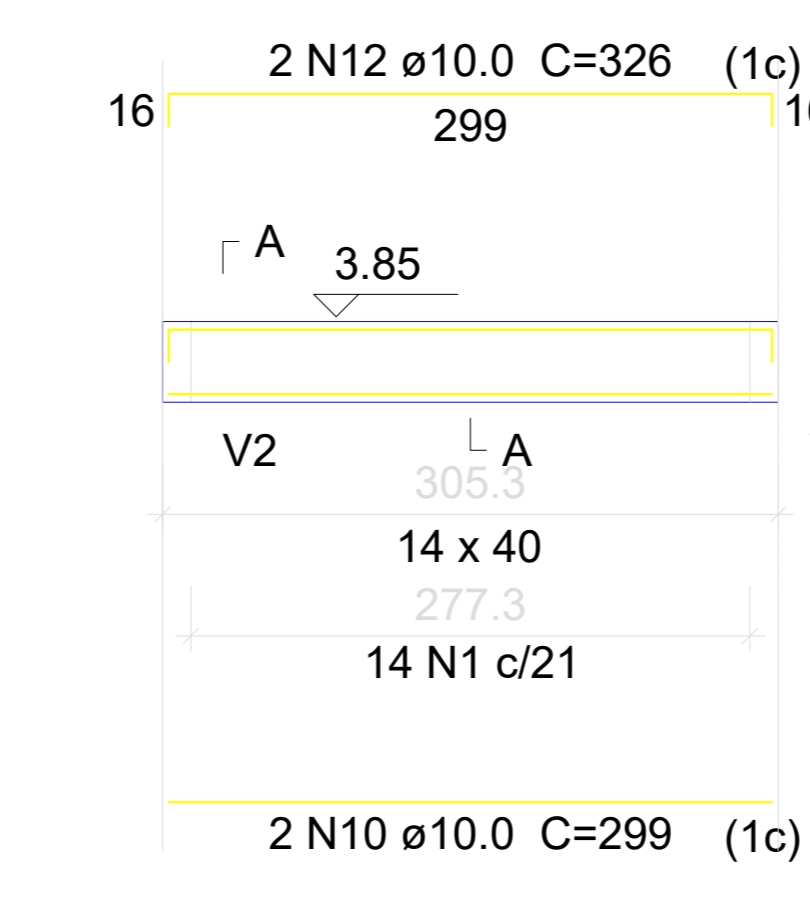 2 N12 ø10.0 C=326 (1c)
16 299
A
3.85
V2 A
305.3
14 x 40
277.3
14 N1 c/21
2 N10 ø10.0 C=299 (1c)